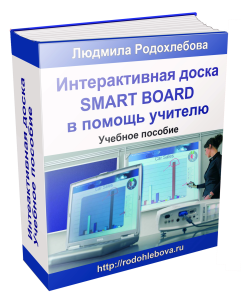 Людмила Родохлебова
Интерактивная доска
SMART BOARD
в помощь учителю
Учебное пособие
http://rodohlebova.ru
Интерактивная доска
учебное пособие